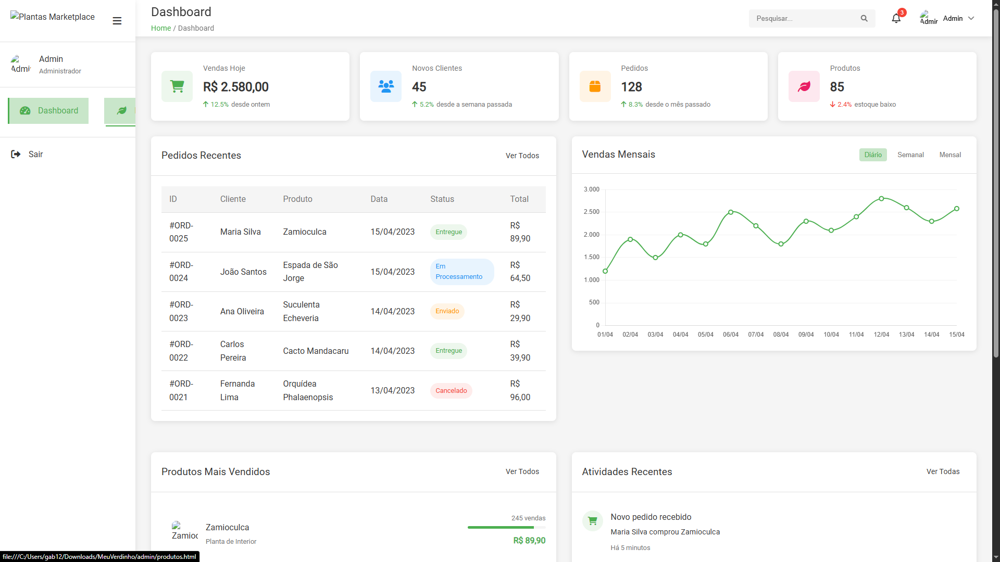 Plantas Marketplace
Dashboard
Home / Dashboard
Pesquisar...
3
Admir
Admin
Admi
Admin
Administrador
Dashboard
Sair
Vendas Hoje
R$ 2.580,00
12.5% desde ontem
Novos Clientes
45
5.2% desde a semana passada
Pedidos
128
8.3% desde o mês passado
Produtos
85
2.4% estoque baixo
Pedidos Recentes
Ver Todos
ID Cliente Produto Data Status Total
#ORD-0025 Maria Silva Zamioculca 15/04/2023 Entregue R$ 89,90
#ORD-0024 João Santos Espada de São Jorge 15/04/2023 Em Processamento R$ 64,50
#ORD-0023 Ana Oliveira Suculenta Echeveria 14/04/2023 Enviado R$ 29,90
#ORD-0022 Carlos Pereira Cacto Mandacaru 14/04/2023 Entregue R$ 39,90
#ORD-0021 Fernanda Lima Orquídea Phalaenopsis 13/04/2023 Cancelado R$ 96,00
Vendas Mensais
Diário Semanal Mensal
3.000
2.500
2.000
1.500
1.000
500
0
01/04 02/04 03/04 04/04 05/04 06/04 07/04 08/04 09/04 10/04 11/04 12/04 13/04 14/04 15/04
Produtos Mais Vendidos
Ver Todos
Zamioc
Zamioculca
Planta de Interior
245 vendas
R$ 89,90
Atividades Recentes
Ver Todas
Novo pedido recebido
Maria Silva comprou Zamioculca
Há 5 minutos
file:///C:/Users/gab12/Downloads/MeuVerdinho/admin/produtos.html